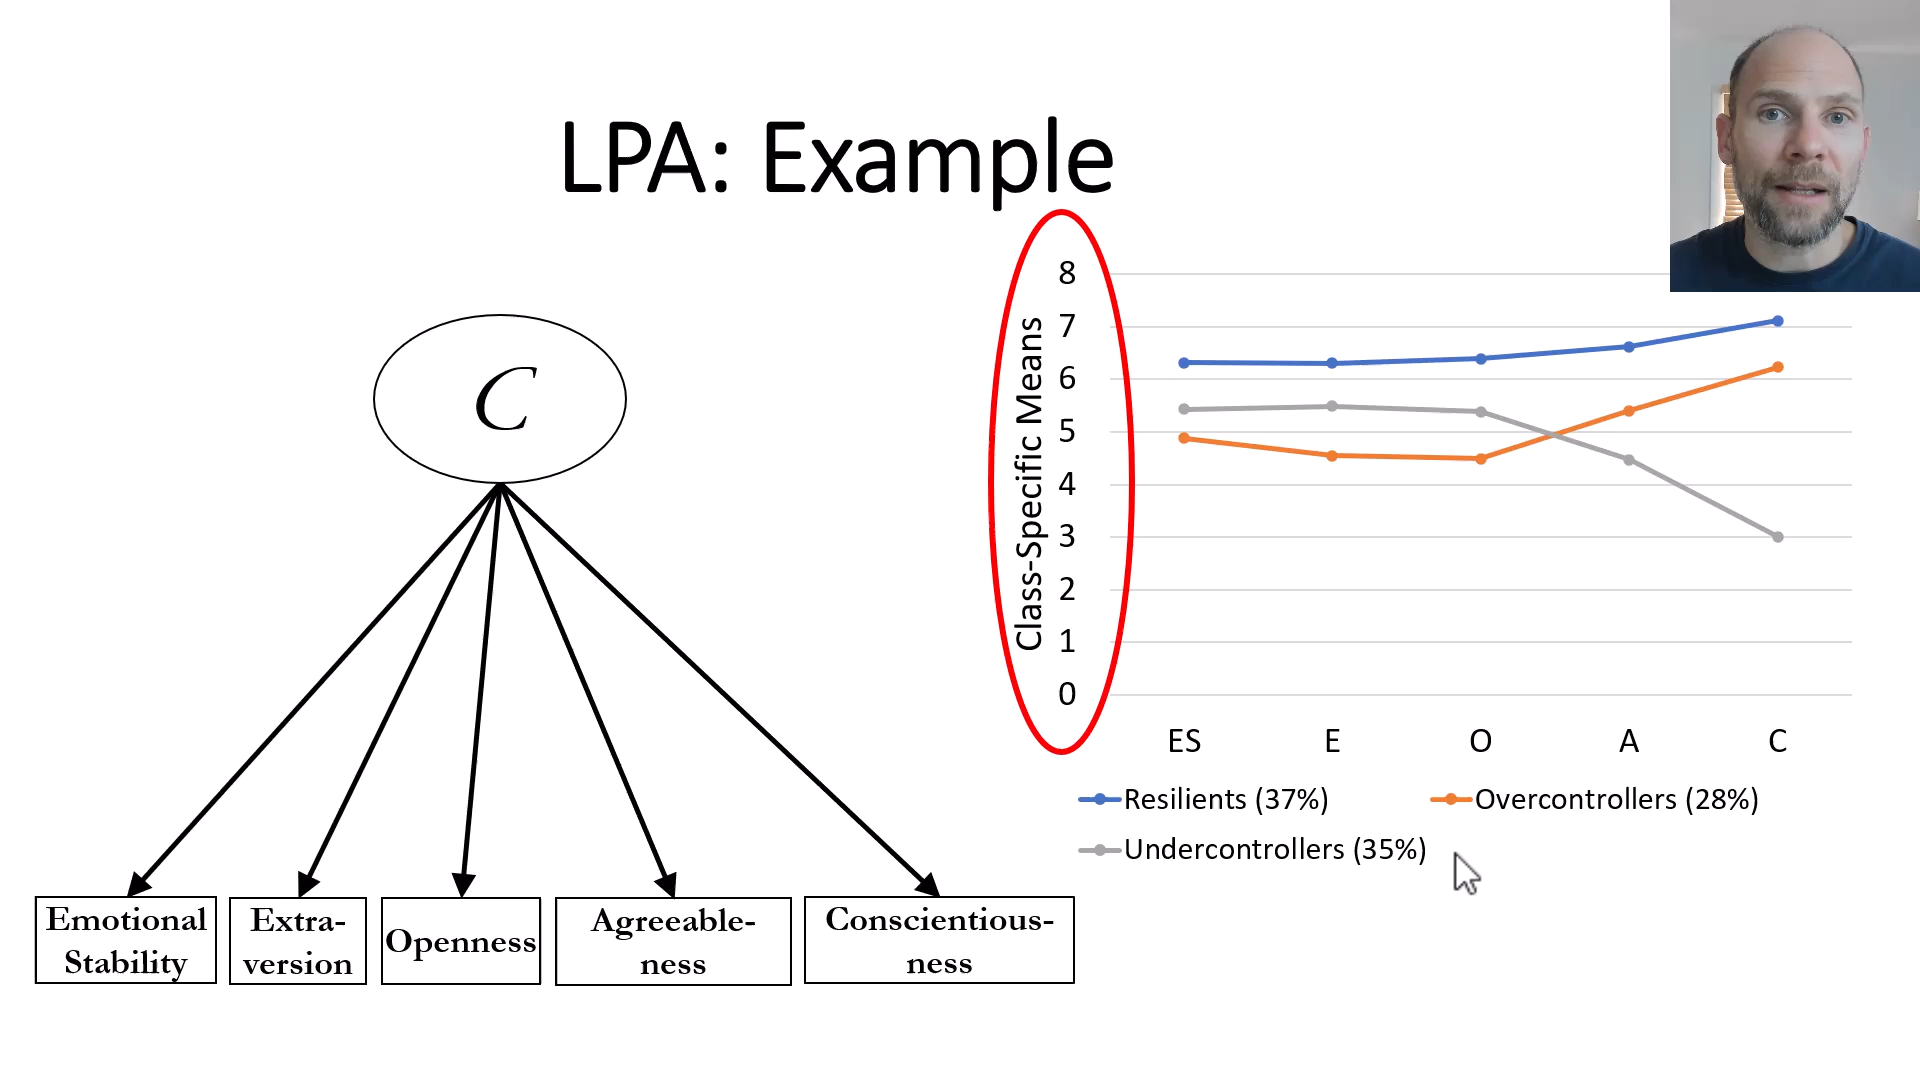 LPA: Example
C
Emotional
Stability
Extra-
version
Openness
Agreeable-
ness
Conscientious-
ness
Class-Specific Means
8
7
6
5
4
3
2
1
0
ES E O A C
Resilients (37%) Overcontrollers (28%)
Undercontrollers (35%)